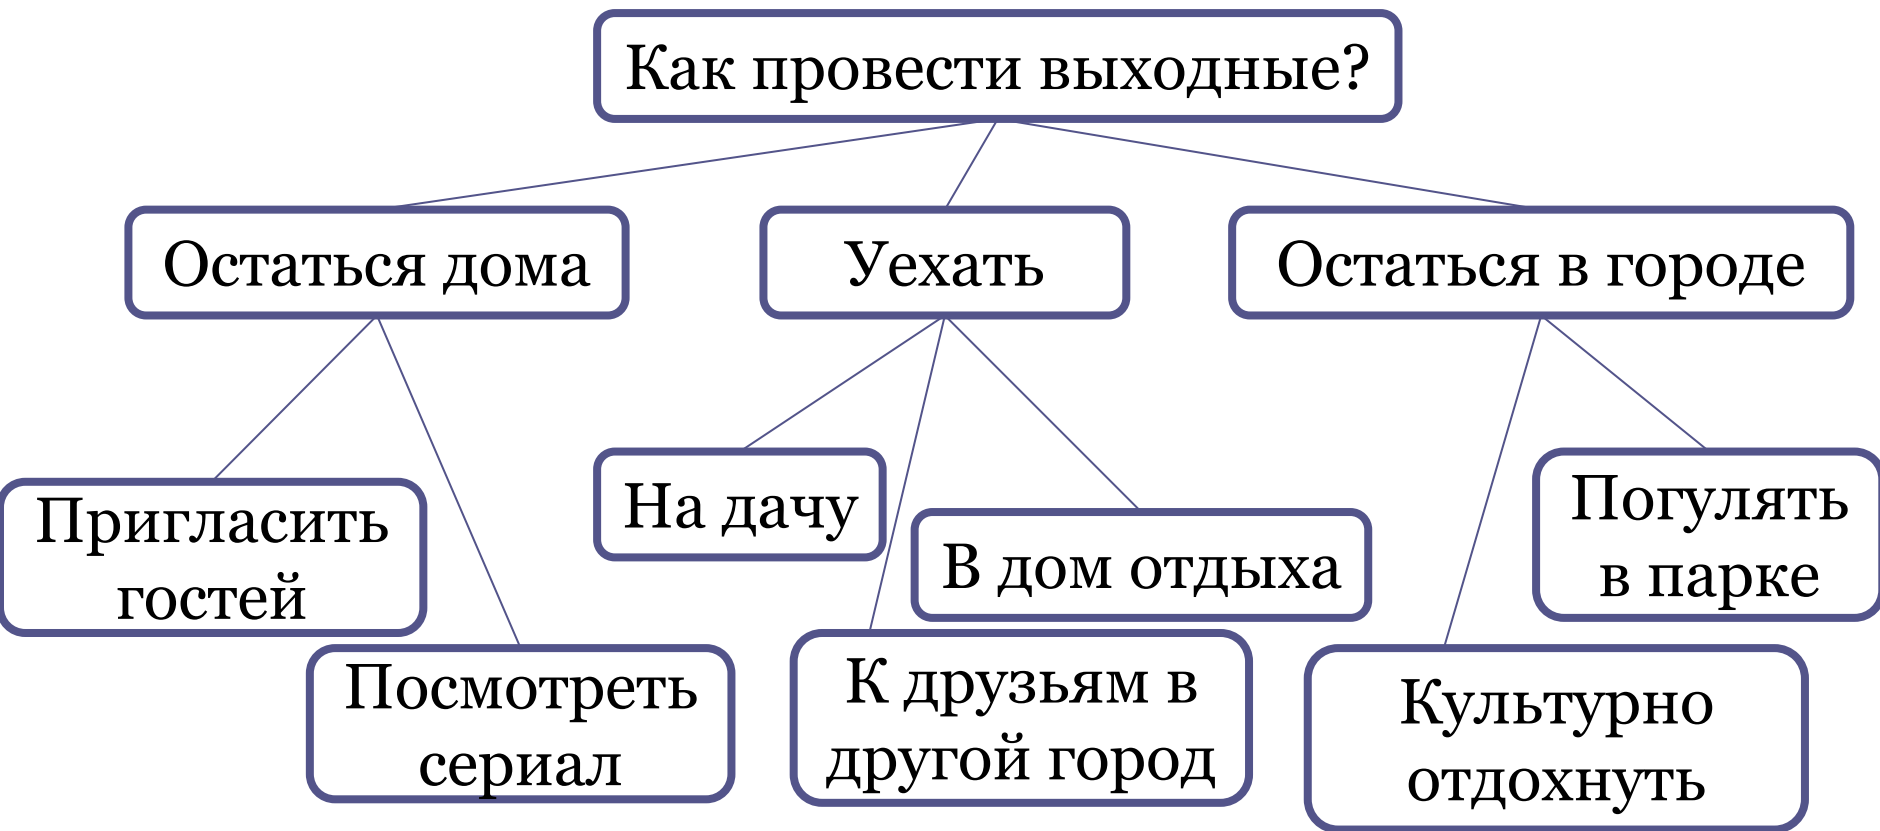 Как провести выходные?
Остаться дома
Уехать
Остаться в городе
Пригласить
гостей
Посмотреть
сериал
На дачу
К друзьям в
другой город
В дом отдыха
Культурно
отдохнуть
Погулять
в парке